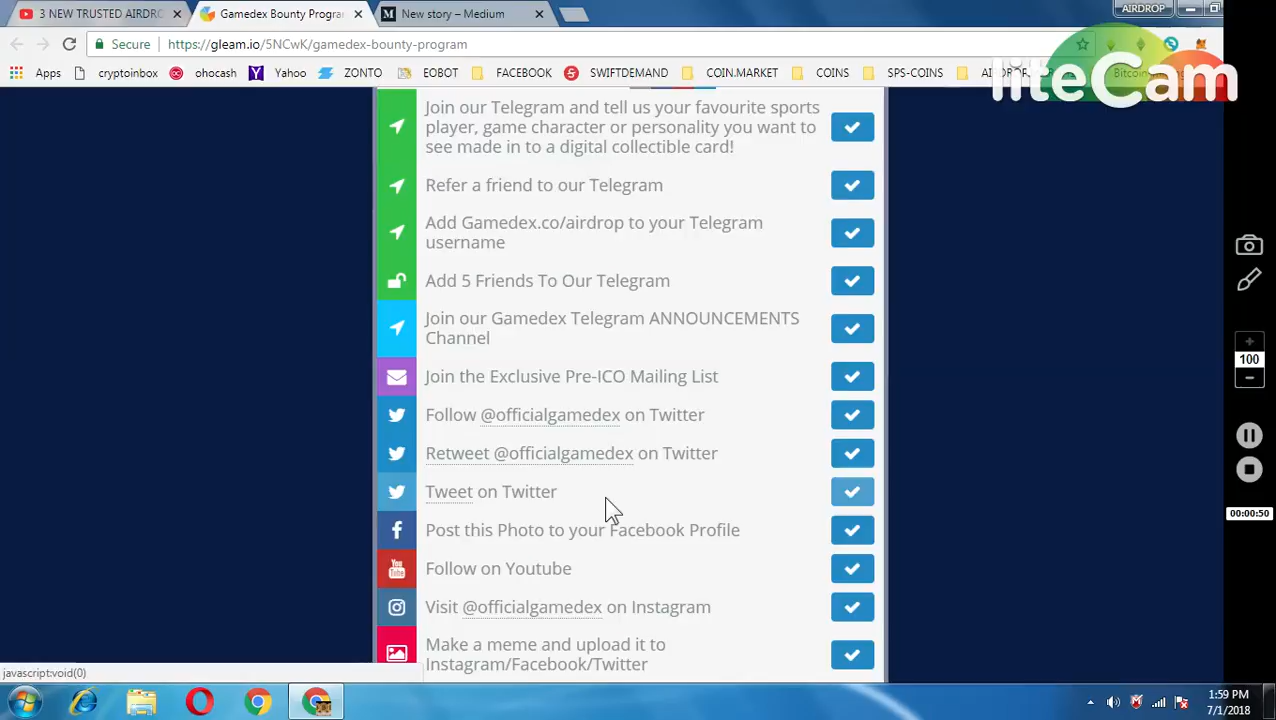 3 NEW TRUSTED AIRDRC
Gamedex Bounty Progra
New story – Medium
AIRDROP
Secure
https://gleam.io/5NCwK/gamedex-bounty-program
Apps
cryptoinbox
ohocash
Yahoo
ZONTO
EOBOT
FACEBOOK
SWIFTDEMAND
COIN.MARKET
COINS
SPS-COINS
liteCam
Join our Telegram and tell us your favourite sports
player, game character or personality you want to
see made in to a digital collectible card!
Refer a friend to our Telegram
Add Gamedex.co/airdrop to your Telegram
username
Add 5 Friends To Our Telegram
Join our Gamedex Telegram ANNOUNCEMENTS
Channel
Join the Exclusive Pre-ICO Mailing List
Follow @officialgamedex on Twitter
Retweet @officialgamedex on Twitter
Tweet on Twitter
Post this Photo to your Facebook Profile
Follow on Youtube
Visit @officialgamedex on Instagram
Make a meme and upload it to
Instagram/Facebook/Twitter
100
00:00:50
javascript:void(0)
1:59 PM
7/1/2018